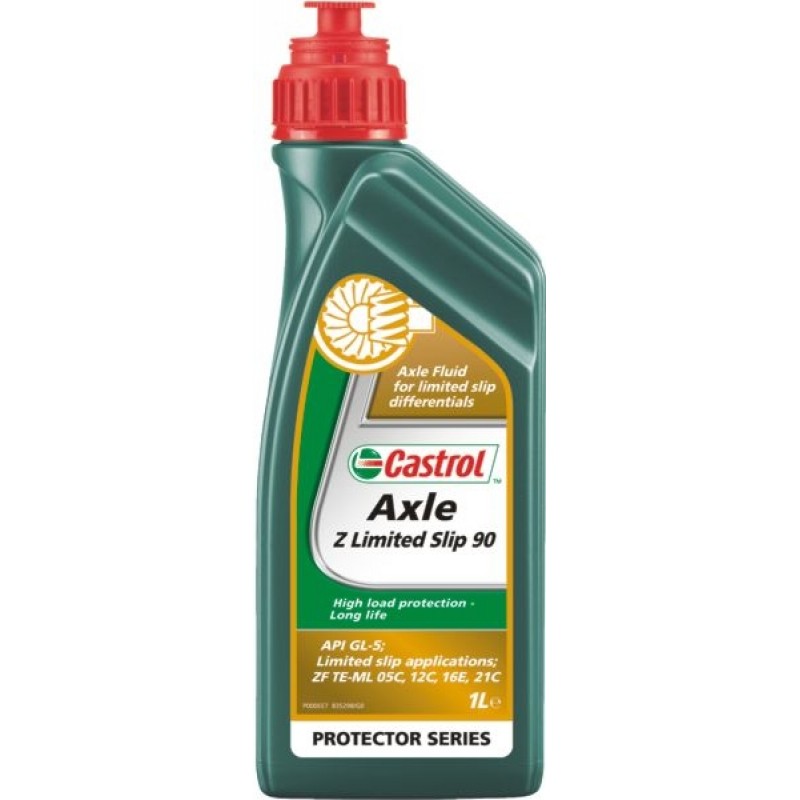 Axle Fluid
for limited slip
differentials
Castrol
TM
Axle
Z Limited Slip 90
High load protection -
Long life
API GL-5;
Limited slip applications;
ZF TE-ML 05C, 12C, 16E, 21C
1L e
PROTECTOR SERIES